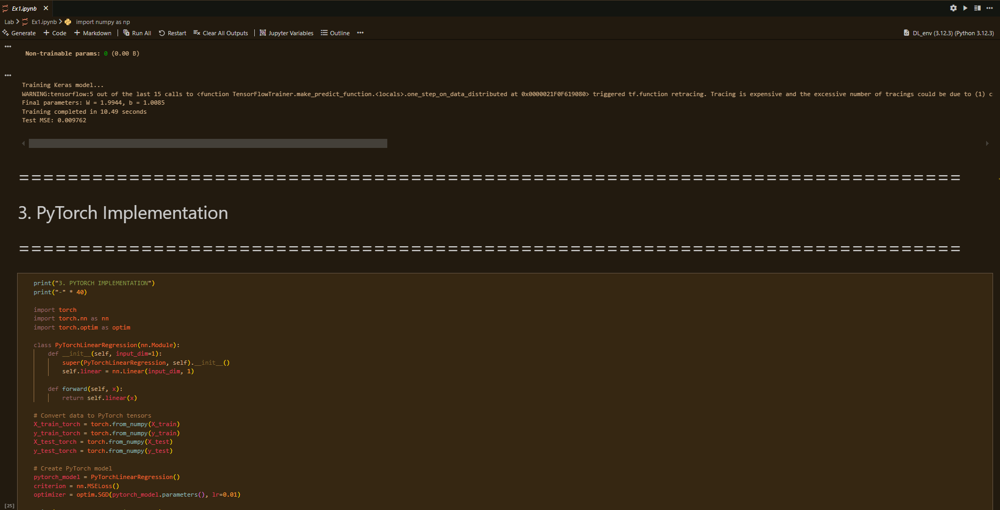 Ex1.ipynb
Lab > Ex1.ipynb > import numpy as np
Generate + Code + Markdown | Run All Restart Clear All Outputs | Jupyter Variables Outline ...
DL_env (3.12.3) (Python 3.12.3)
Non-trainable params: 0 (0.00 B)
Training Keras model...
WARNING:tensorflow:5 out of the last 15 calls to <function TensorFlowTrainer.make_predict_function.<locals>.one_step_on_data_distributed at 0x0000021F0F619080> triggered tf.function retracing. Tracing is expensive and the excessive number of tracings could be due to (1) c
Final parameters: W = 1.9944, b = 1.0085
Training completed in 10.49 seconds
Test MSE: 0.009762
=============================================================================
3. PyTorch Implementation
=============================================================================
print("3. PYTORCH IMPLEMENTATION")
print("-" * 40)
import torch
import torch.nn as nn
import torch.optim as optim
class PyTorchLinearRegression(nn.Module):
def __init__(self, input_dim=1):
super(PyTorchLinearRegression, self).__init__()
self.linear = nn.Linear(input_dim, 1)
def forward(self, x):
return self.linear(x)
# Convert data to PyTorch tensors
X_train_torch = torch.from_numpy(X_train)
y_train_torch = torch.from_numpy(y_train)
X_test_torch = torch.from_numpy(X_test)
y_test_torch = torch.from_numpy(y_test)
# Create PyTorch model
pytorch_model = PyTorchLinearRegression()
criterion = nn.MSELoss()
optimizer = optim.SGD(pytorch_model.parameters(), lr=0.01)
[25]